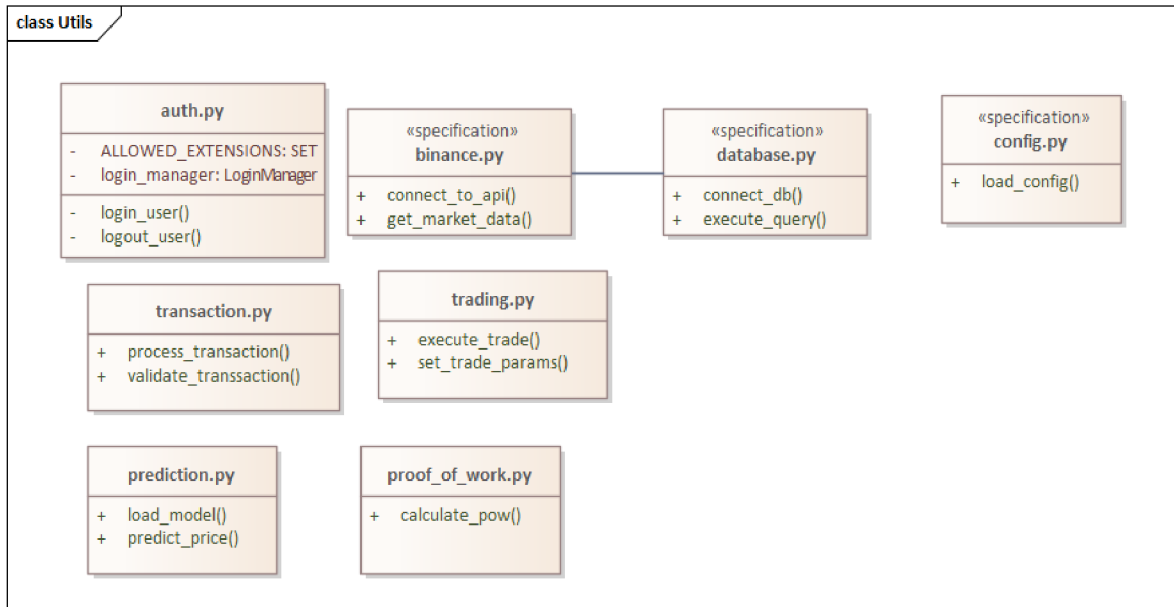 class Utils
auth.py
- ALLOWED_EXTENSIONS: SET
- login_manager: LoginManager
- login_user()
- logout_user()
«specification»
binance.py
+ connect_to_api()
+ get_market_data()
«specification»
database.py
+ connect_db()
+ execute_query()
«specification»
config.py
+ load_config()
transaction.py
+ process_transaction()
+ validate_transsaction()
trading.py
+ execute_trade()
+ set_trade_params()
prediction.py
+ load_model()
+ predict_price()
proof_of_work.py
+ calculate_pow()